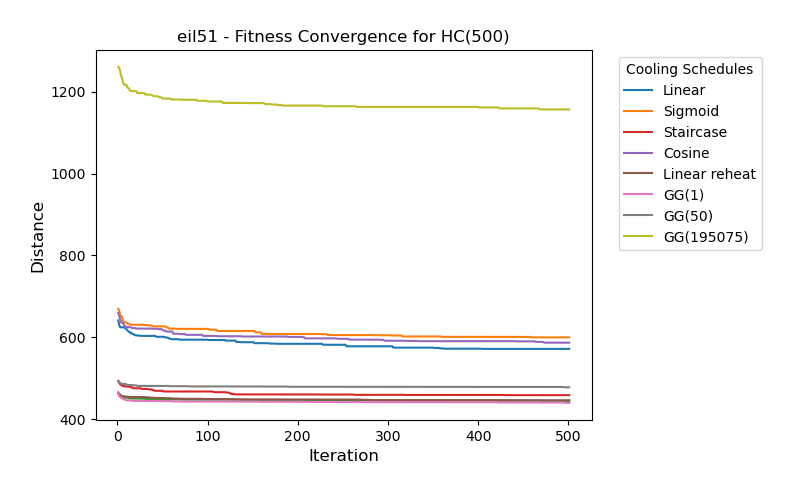 eil51 - Fitness Convergence for HC(500)
Distance
1200
1000
800
600
400
0
100
200
300
400
500
Iteration
Cooling Schedules
Linear
Sigmoid
Staircase
Cosine
Linear reheat
GG(1)
GG(50)
GG(195075)